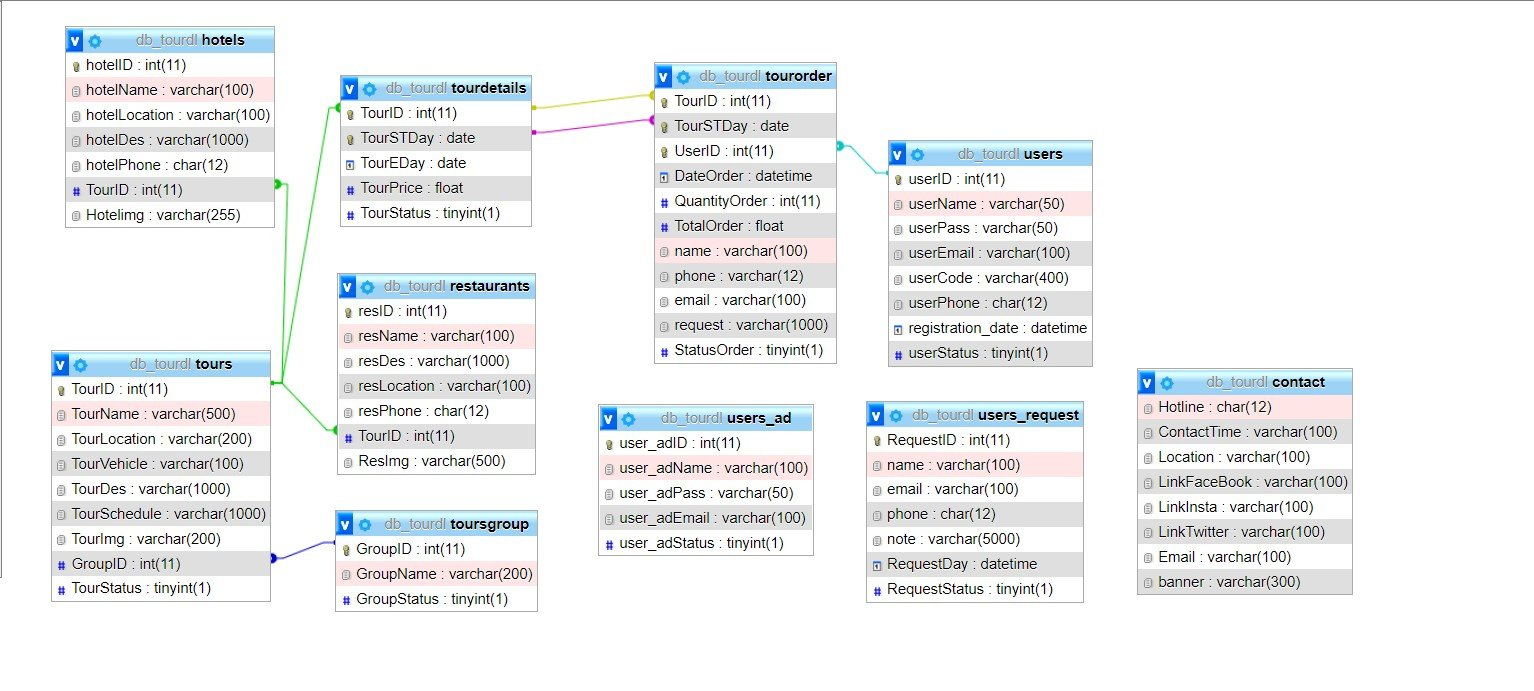 db_tourdl hotels
hotelID : int(11)
hotelName : varchar(100)
hotelLocation : varchar(100)
hotelDes : varchar(1000)
hotelPhone : char(12)
TourID : int(11)
Hotelimg : varchar(255)
db_tourdl tourdetails
TourID : int(11)
TourSTDay : date
TourEDay : date
TourPrice : float
TourStatus : tinyint(1)
db_tourdl tourorder
TourID : int(11)
TourSTDay : date
UserID : int(11)
DateOrder : datetime
QuantityOrder : int(11)
TotalOrder : float
name : varchar(100)
phone : varchar(12)
email : varchar(100)
request : varchar(1000)
StatusOrder : tinyint(1)
db_tourdl users
userID : int(11)
userName : varchar(50)
userPass : varchar(50)
userEmail : varchar(100)
userCode : varchar(400)
userPhone : char(12)
registration_date : datetime
userStatus : tinyint(1)
db_tourdl restaurants
resID : int(11)
resName : varchar(100)
resDes : varchar(1000)
resLocation : varchar(100)
resPhone : char(12)
TourID : int(11)
ResImg : varchar(500)
db_tourdl tours
TourID : int(11)
TourName : varchar(500)
TourLocation : varchar(200)
TourVehicle : varchar(100)
TourDes : varchar(1000)
TourSchedule : varchar(1000)
TourImg : varchar(200)
GroupID : int(11)
TourStatus : tinyint(1)
db_tourdl toursgroup
GroupID : int(11)
GroupName : varchar(200)
GroupStatus : tinyint(1)
db_tourdl users_ad
user_adID : int(11)
user_adName : varchar(100)
user_adPass : varchar(50)
user_adEmail : varchar(100)
user_adStatus : tinyint(1)
db_tourdl users_request
RequestID : int(11)
name : varchar(100)
email : varchar(100)
phone : char(12)
note : varchar(5000)
RequestDay : datetime
RequestStatus : tinyint(1)
db_tourdl contact
Hotline : char(12)
ContactTime : varchar(100)
Location : varchar(100)
LinkFaceBook : varchar(100)
LinkInsta : varchar(100)
LinkTwitter : varchar(100)
Email : varchar(100)
banner : varchar(300)